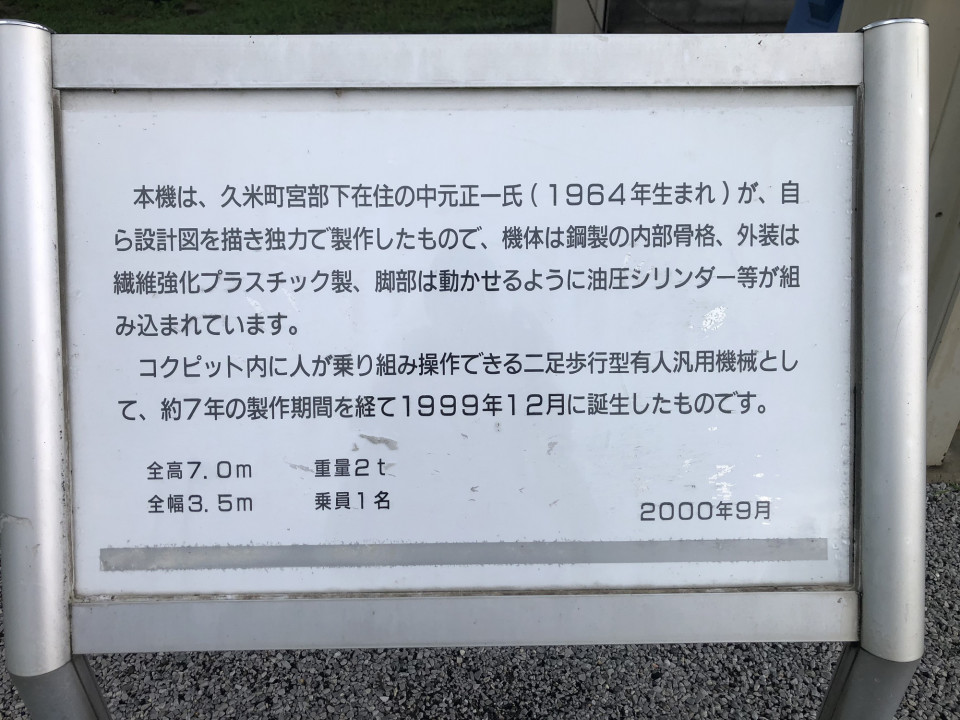 本機は、久米町宮部下在住の中元正一氏(1964年生まれ)が、自
ら設計図を描き独力で製作したもので、機体は鋼製の内部骨格、外装は
繊維強化プラスチック製、脚部は動かせるように油圧シリンダー等が組
み込まれています。
コクピット内に人が乗り組み操作できる二足歩行型有人汎用機械とし
て、約7年の製作期間を経て1999年12月に誕生したものです。
全高7.0m 重量2t
全幅3.5m 乗員1名 2000年9月